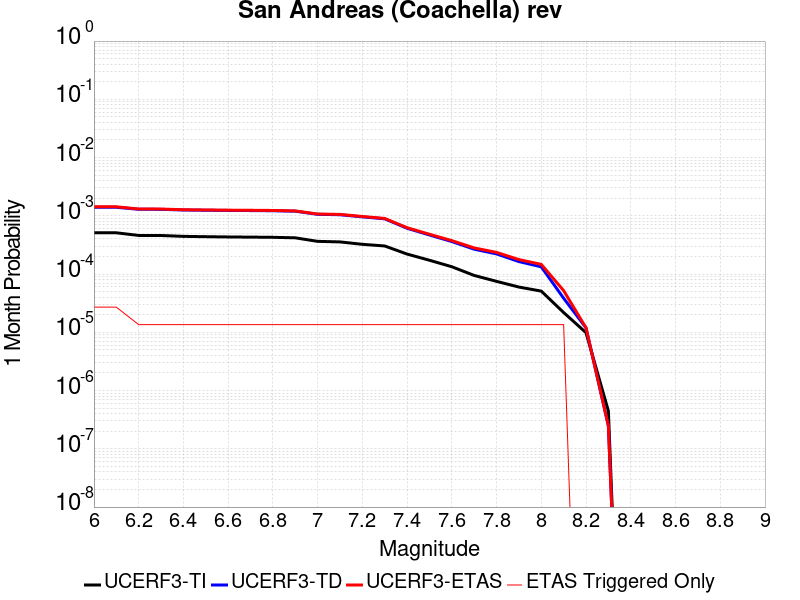 San Andreas (Coachella) rev
10^0
10^-1
10^-2
10^-3
10^-4
10^-5
10^-6
10^-7
10^-8
1 Month Probability
6 6.2 6.4 6.6 6.8 7 7.2 7.4 7.6 7.8 8 8.2 8.4 8.6 8.8 9
Magnitude
UCERF3-TI UCERF3-TD UCERF3-ETAS ETAS Triggered Only